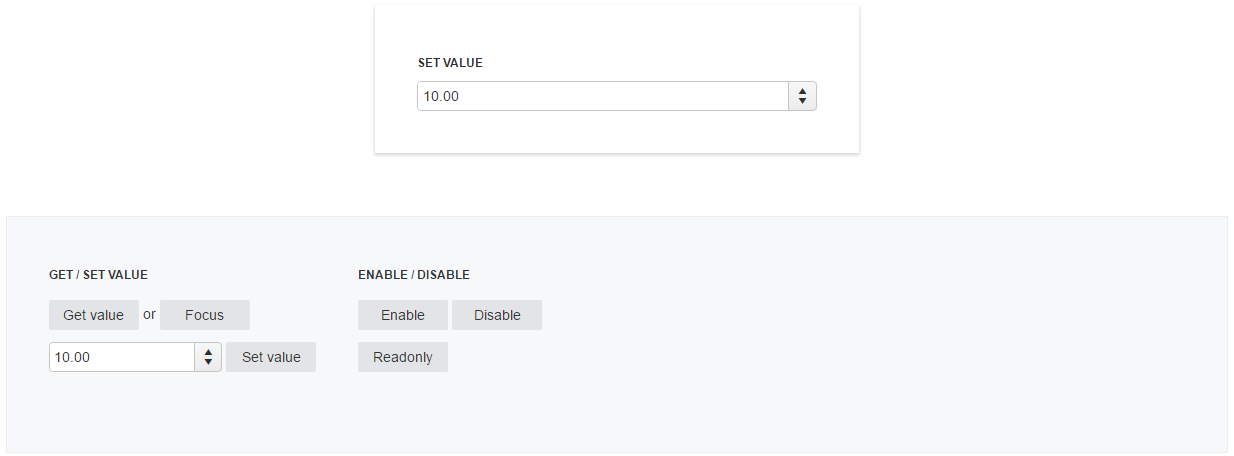 SET VALUE
10.00
GET / SET VALUE
Get value or Focus
10.00 Set value
ENABLE / DISABLE
Enable Disable
Readonly